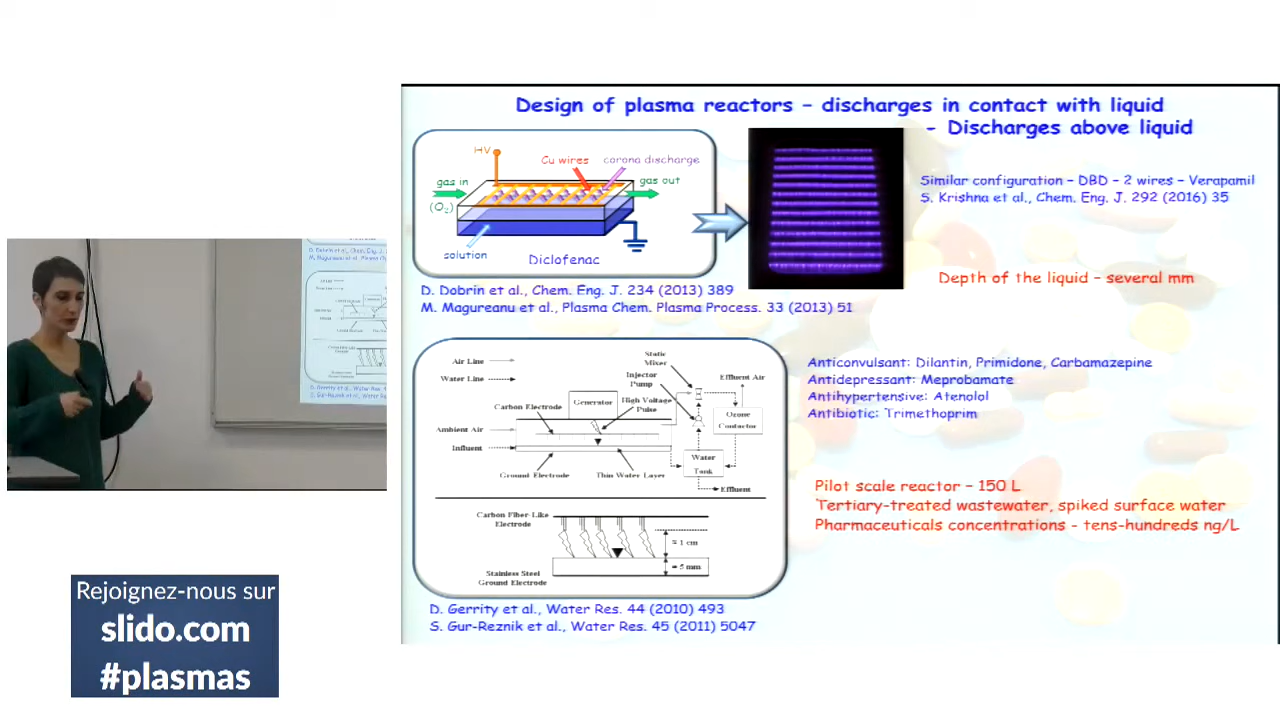 Design of plasma reactors – discharges in contact with liquid
– Discharges above liquid
HV
Cu wires
corona discharge
gas in
gas out
(O₂)
solution
Diclofenac
Similar configuration – DBD – 2 wires – Verapamil
S. Krishna et al., Chem. Eng. J. 292 (2016) 35
Depth of the liquid – several mm
D. Dobrin et al., Chem. Eng. J. 234 (2013) 389
M. Magureanu et al., Plasma Chem. Plasma Process. 33 (2013) 51
Air Line
Water Line
Static
Mixer
Injector
Pump
Effluent Air
Generator
High Voltage
Pulse
Carbon Electrode
Ozone
Contactor
Ambient Air
Influent
Water
Tank
Ground Electrode
Thin Water Layer
Effluent
Carbon Fiber-Like
Electrode
≈ 1 cm
≈ 5 mm
Stainless Steel
Ground Electrode
Anticonvulsant: Dilantin, Primidone, Carbamazepine
Antidepressant: Meprobamate
Antihypertensive: Atenolol
Antibiotic: Trimethoprim
Pilot scale reactor – 150 L
Tertiary-treated wastewater, spiked surface water
Pharmaceuticals concentrations - tens-hundreds ng/L
D. Gerrity et al., Water Res. 44 (2010) 493
S. Gur-Reznik et al., Water Res. 45 (2011) 5047
Rejoignez-nous sur
slido.com
#plasmas